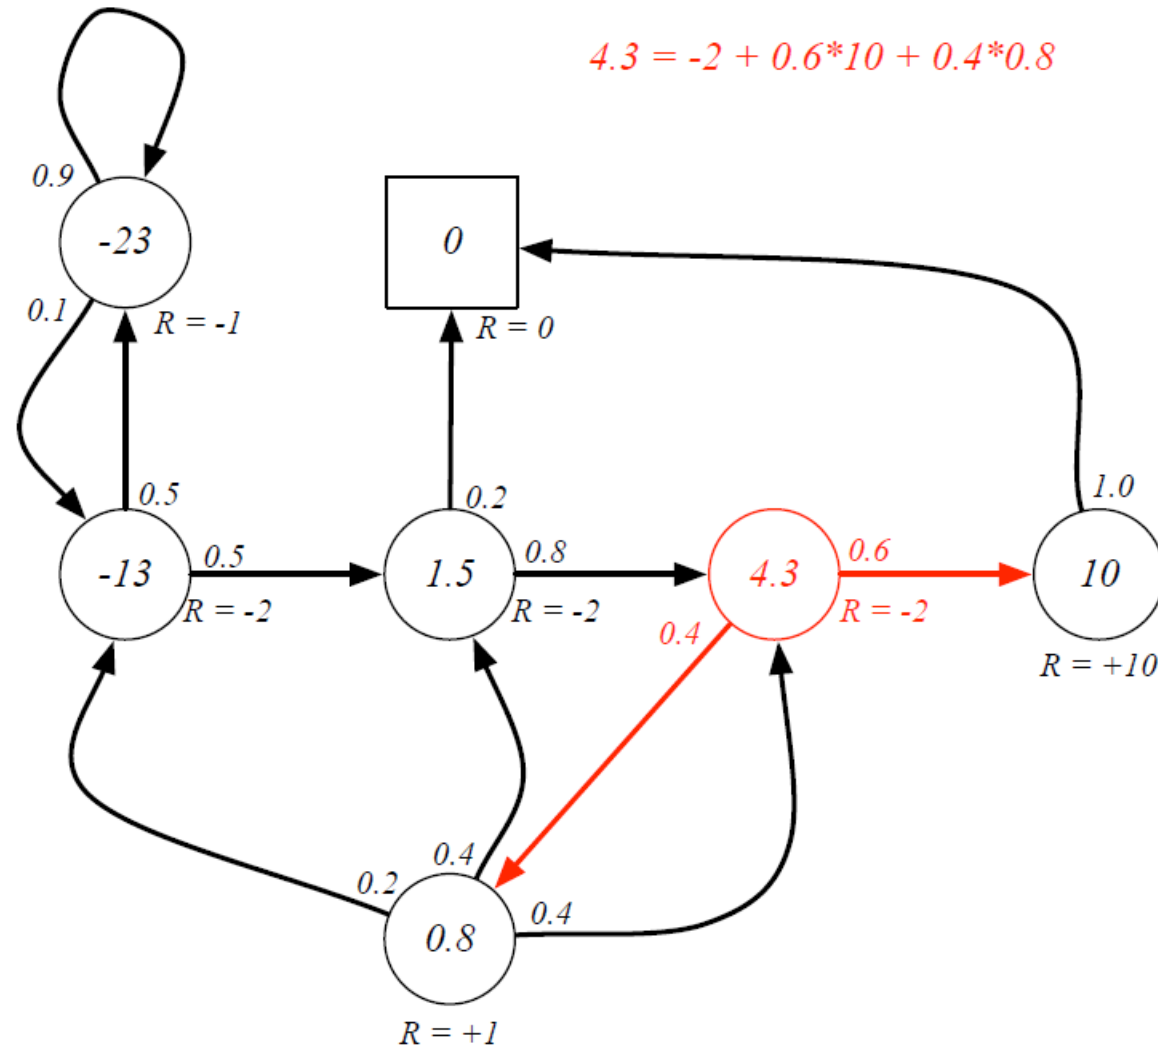 4.3 = -2 + 0.6*10 + 0.4*0.8
0.9
-23
0
0.1
R = -1
R = 0
0.5
0.2
1.0
-13
0.5
1.5
0.8
4.3
0.6
10
R = -2
R = -2
R = -2
0.4
R = +10
0.4
0.2
0.4
0.8
R = +1